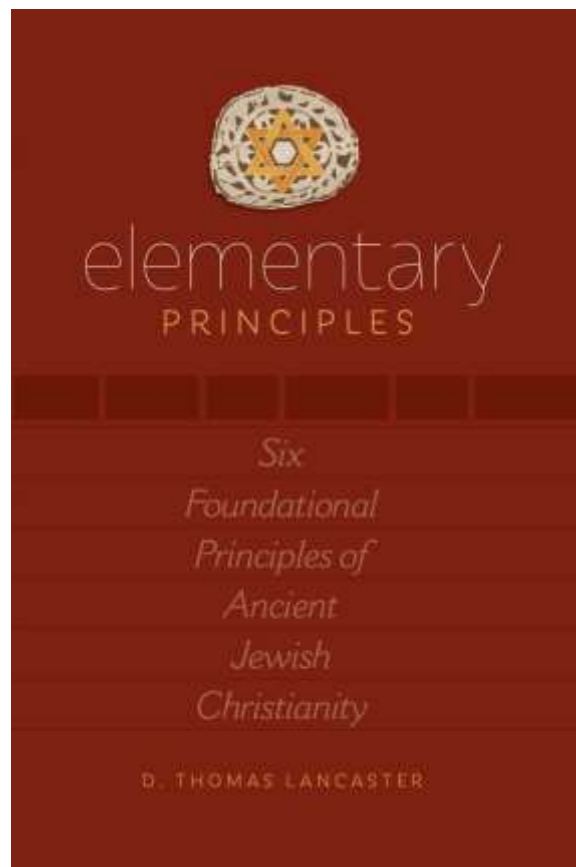 elementary
PRINCIPLES
Six
Foundational
Principles of
Ancient
Jewish
Christianity
D. THOMAS LANCASTER